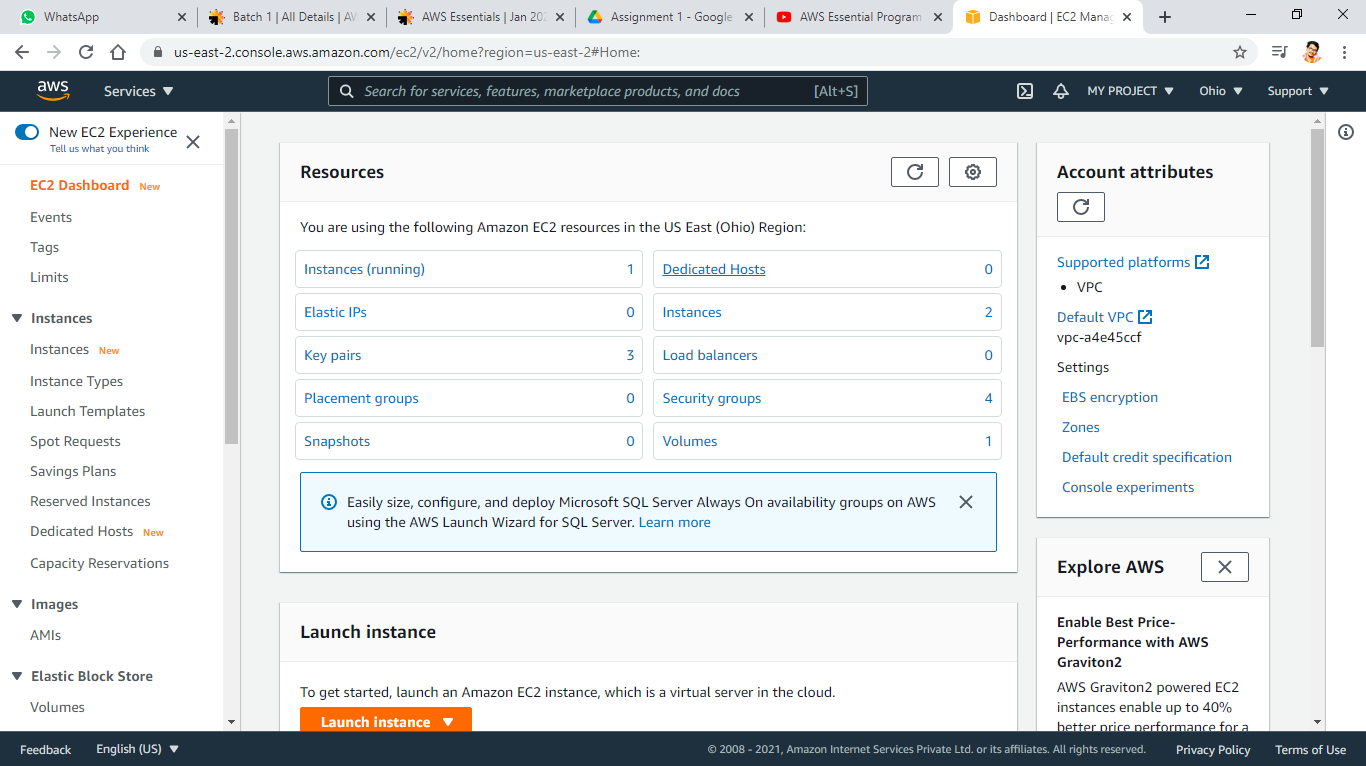 WhatsApp
Batch 1 | All Details | AW
AWS Essentials | Jan 202
Assignment 1 - Google
AWS Essential Program
Dashboard | EC2 Manag
us-east-2.console.aws.amazon.com/ec2/v2/home?region=us-east-2#Home:
aws
Services
Search for services, features, marketplace products, and docs
[Alt+S]
MY PROJECT
Ohio
Support
New EC2 Experience
Tell us what you think
EC2 Dashboard New
Events
Tags
Limits
Instances
Instances New
Instance Types
Launch Templates
Spot Requests
Savings Plans
Reserved Instances
Dedicated Hosts New
Capacity Reservations
Images
AMIs
Elastic Block Store
Volumes
Resources
You are using the following Amazon EC2 resources in the US East (Ohio) Region:
Instances (running) 1
Dedicated Hosts 0
Elastic IPs 0
Instances 2
Key pairs 3
Load balancers 0
Placement groups 0
Security groups 4
Snapshots 0
Volumes 1
Easily size, configure, and deploy Microsoft SQL Server Always On availability groups on AWS
using the AWS Launch Wizard for SQL Server. Learn more
Launch instance
To get started, launch an Amazon EC2 instance, which is a virtual server in the cloud.
Launch instance
Account attributes
Supported platforms
VPC
Default VPC
vpc-a4e45ccf
Settings
EBS encryption
Zones
Default credit specification
Console experiments
Explore AWS
Enable Best Price-
Performance with AWS
Graviton2
AWS Graviton2 powered EC2
instances enable up to 40%
better price performance for a
Feedback
English (US)
© 2008 - 2021, Amazon Internet Services Private Ltd. or its affiliates. All rights reserved.
Privacy Policy
Terms of Use